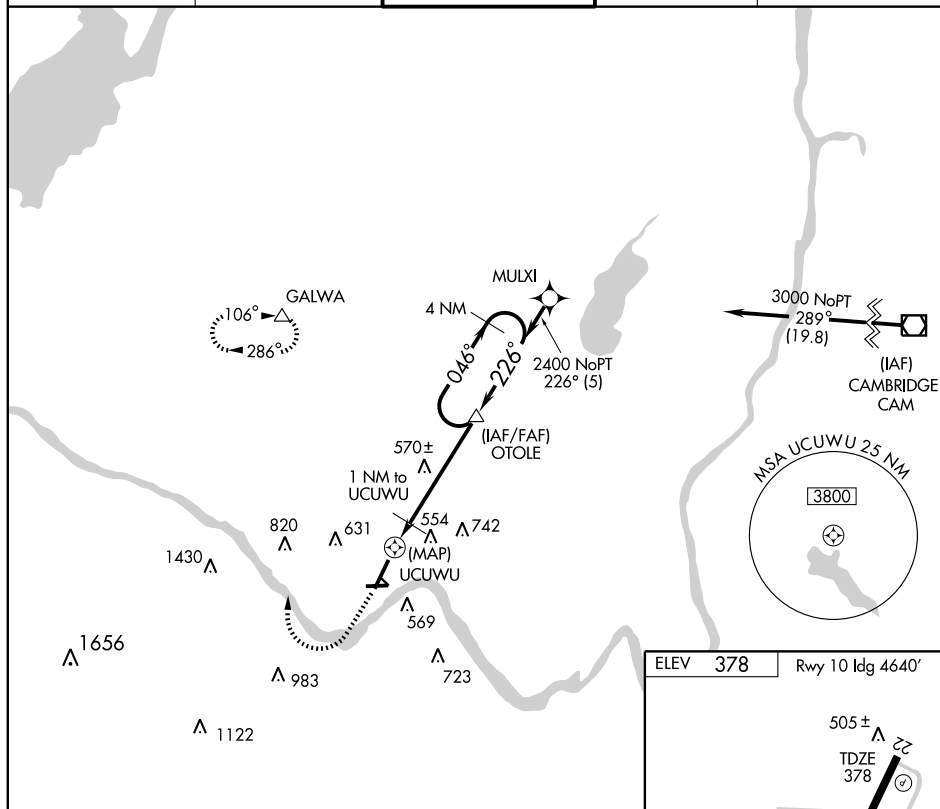 MULXI
GALWA
106°
286°
4 NM
046°
226°
2400 NoPT
226° (5)
3000 NoPT
289°
(19.8)
(IAF)
CAMBRIDGE
CAM
(IAF/FAF)
OTOLE
570±
1 NM to
UCUWU
554
742
820
631
1430
(MAP)
UCUWU
569
1656
983
723
1122
MSA UCUWU 25 NM
3800
ELEV 378
Rwy 10 ldg 4640'
505±
22
TDZE
378
P